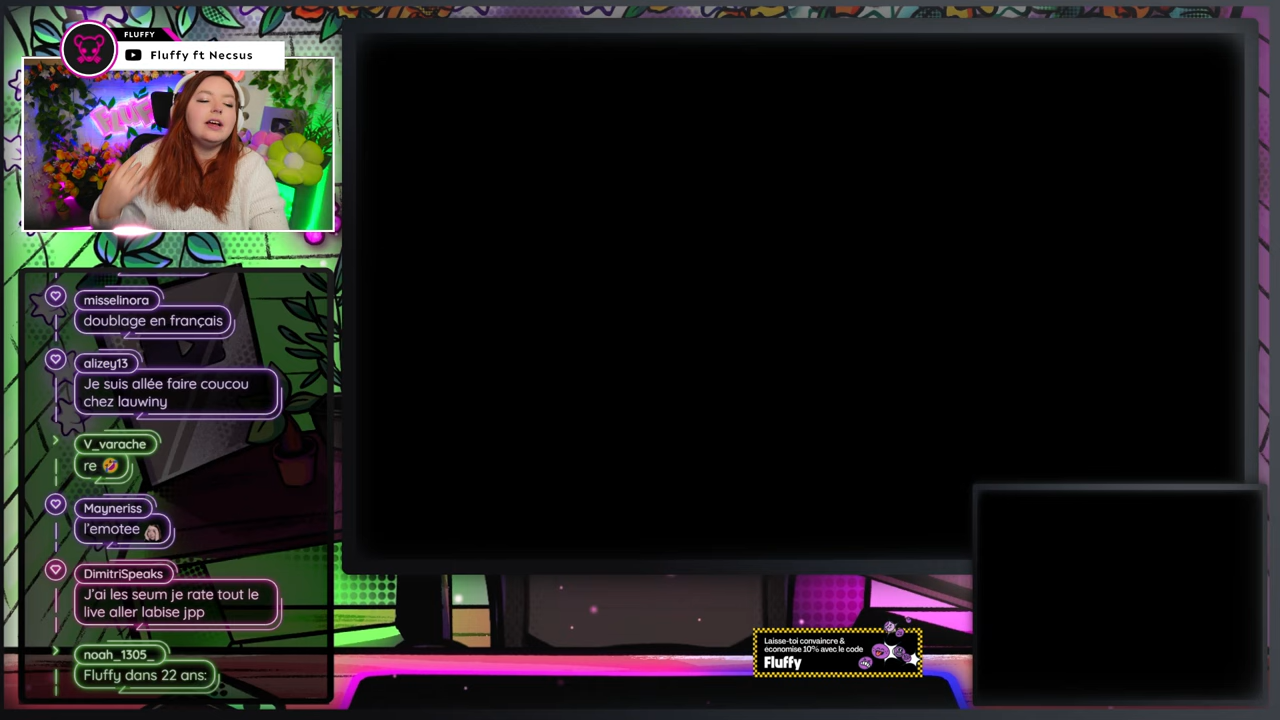 FLUFFY
Fluffy ft Necsus
misselinora
doublage en français
alizey13
Je suis allée faire coucou
chez lauwiny
V_varache
re
Mayneriss
l'emotee
DimitriSpeaks
J'ai les seum je rate tout le
live aller labise jpp
noah_1305_
Fluffy dans 22 ans:
Laisse-toi convaincre &
économise 10% avec le code
Fluffy